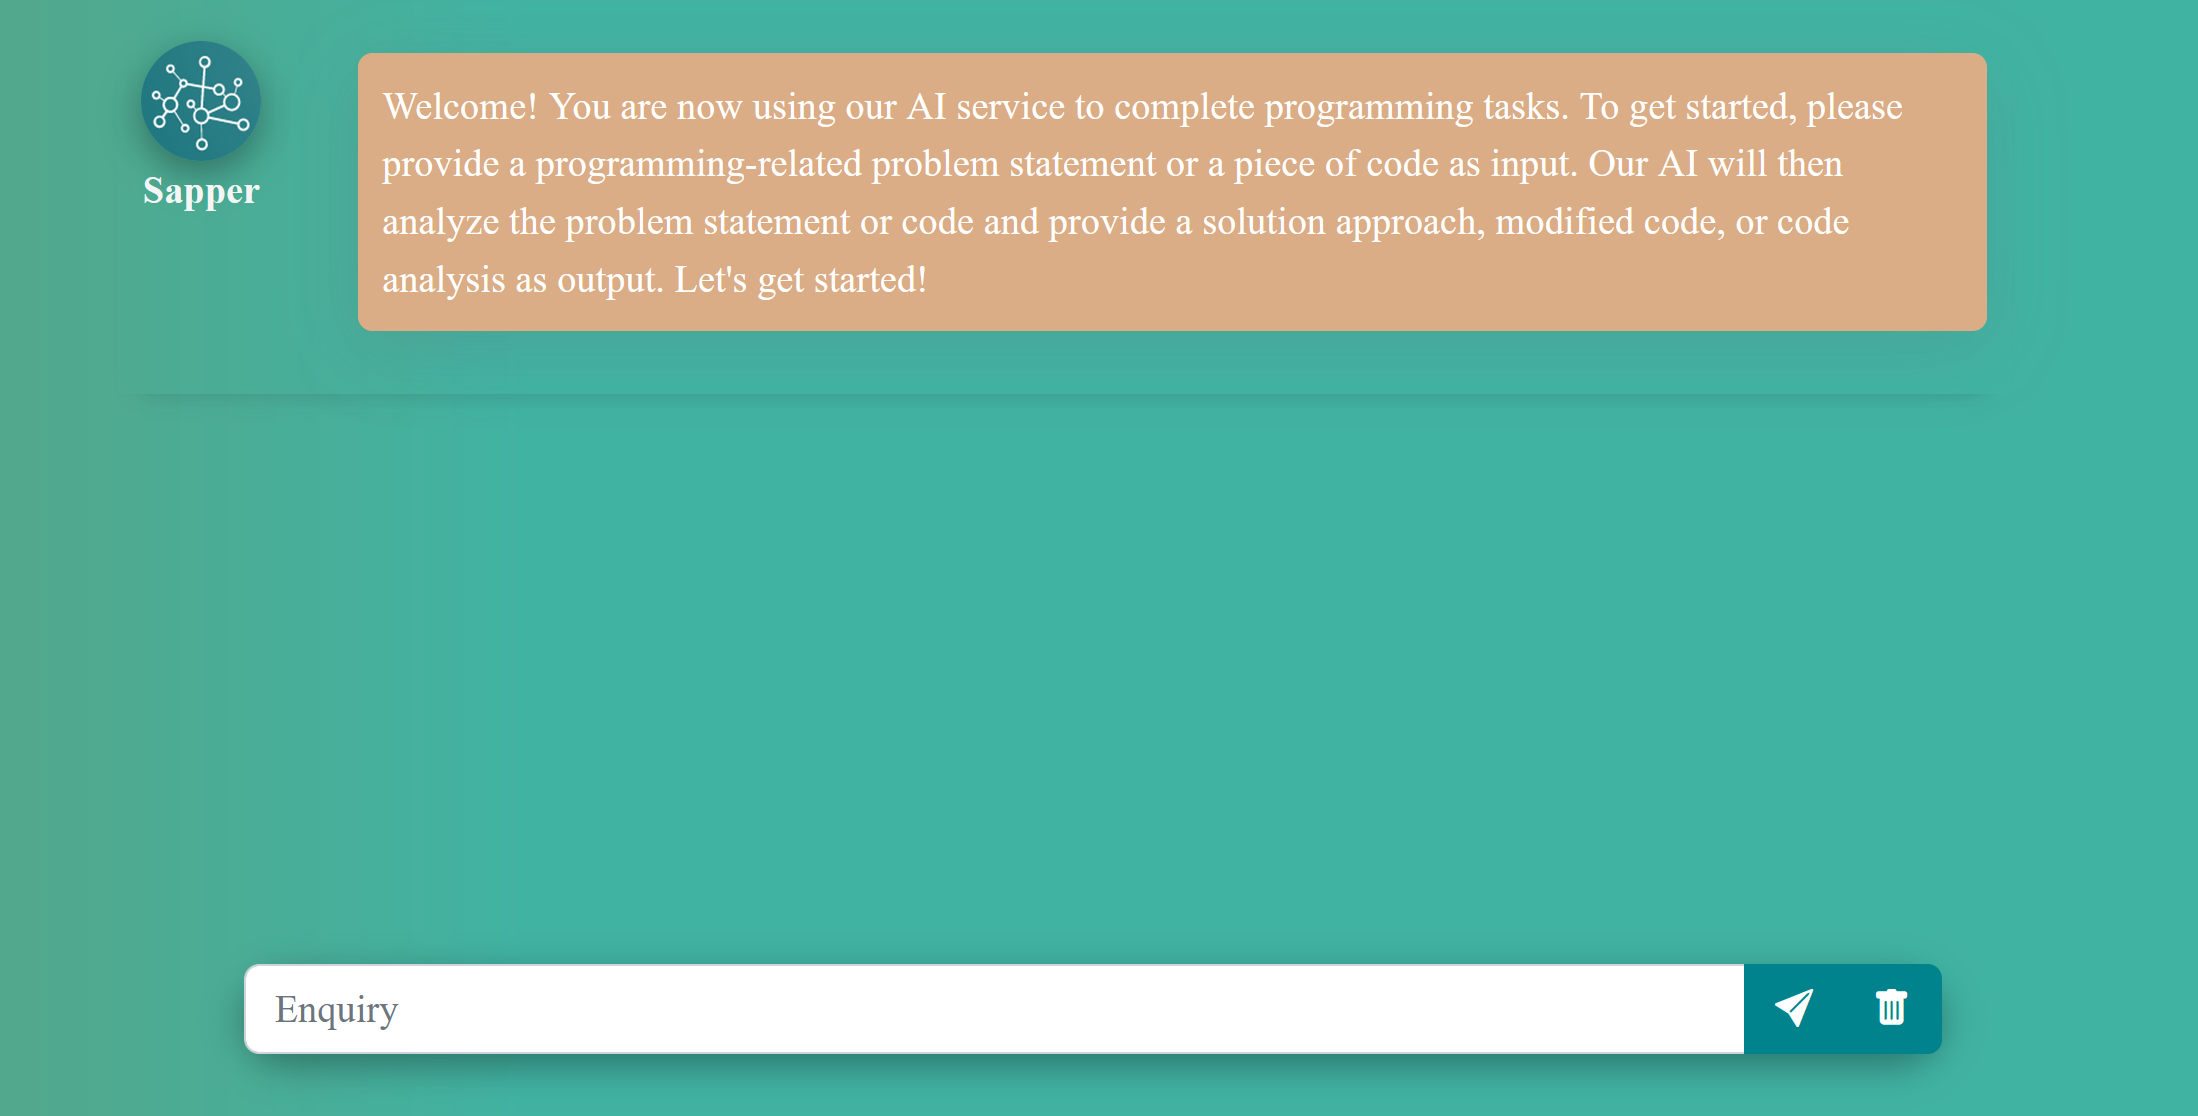 Sapper
Welcome! You are now using our AI service to complete programming tasks. To get started, please
provide a programming-related problem statement or a piece of code as input. Our AI will then
analyze the problem statement or code and provide a solution approach, modified code, or code
analysis as output. Let's get started!
Enquiry